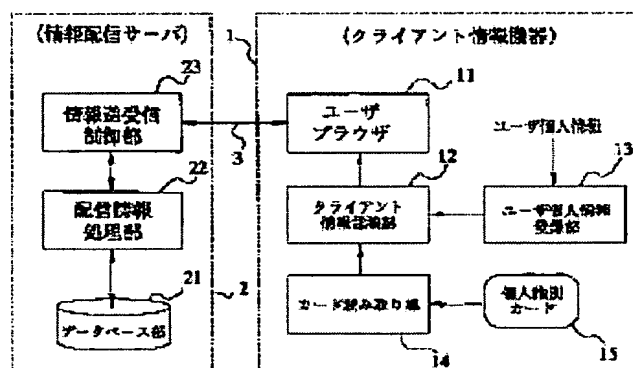 (情報配信サーバ)
23
情報送受信
制御部
22
配信情報
処理部
21
データベース部
2
1
3
(クライアント情報機器)
11
ユーザ
ブラウザ
12
クライアント
情報認識部
ユーザ個人情報
13
ユーザ個人情報
登録部
カード読み取り部
14
個人識別
カード
15